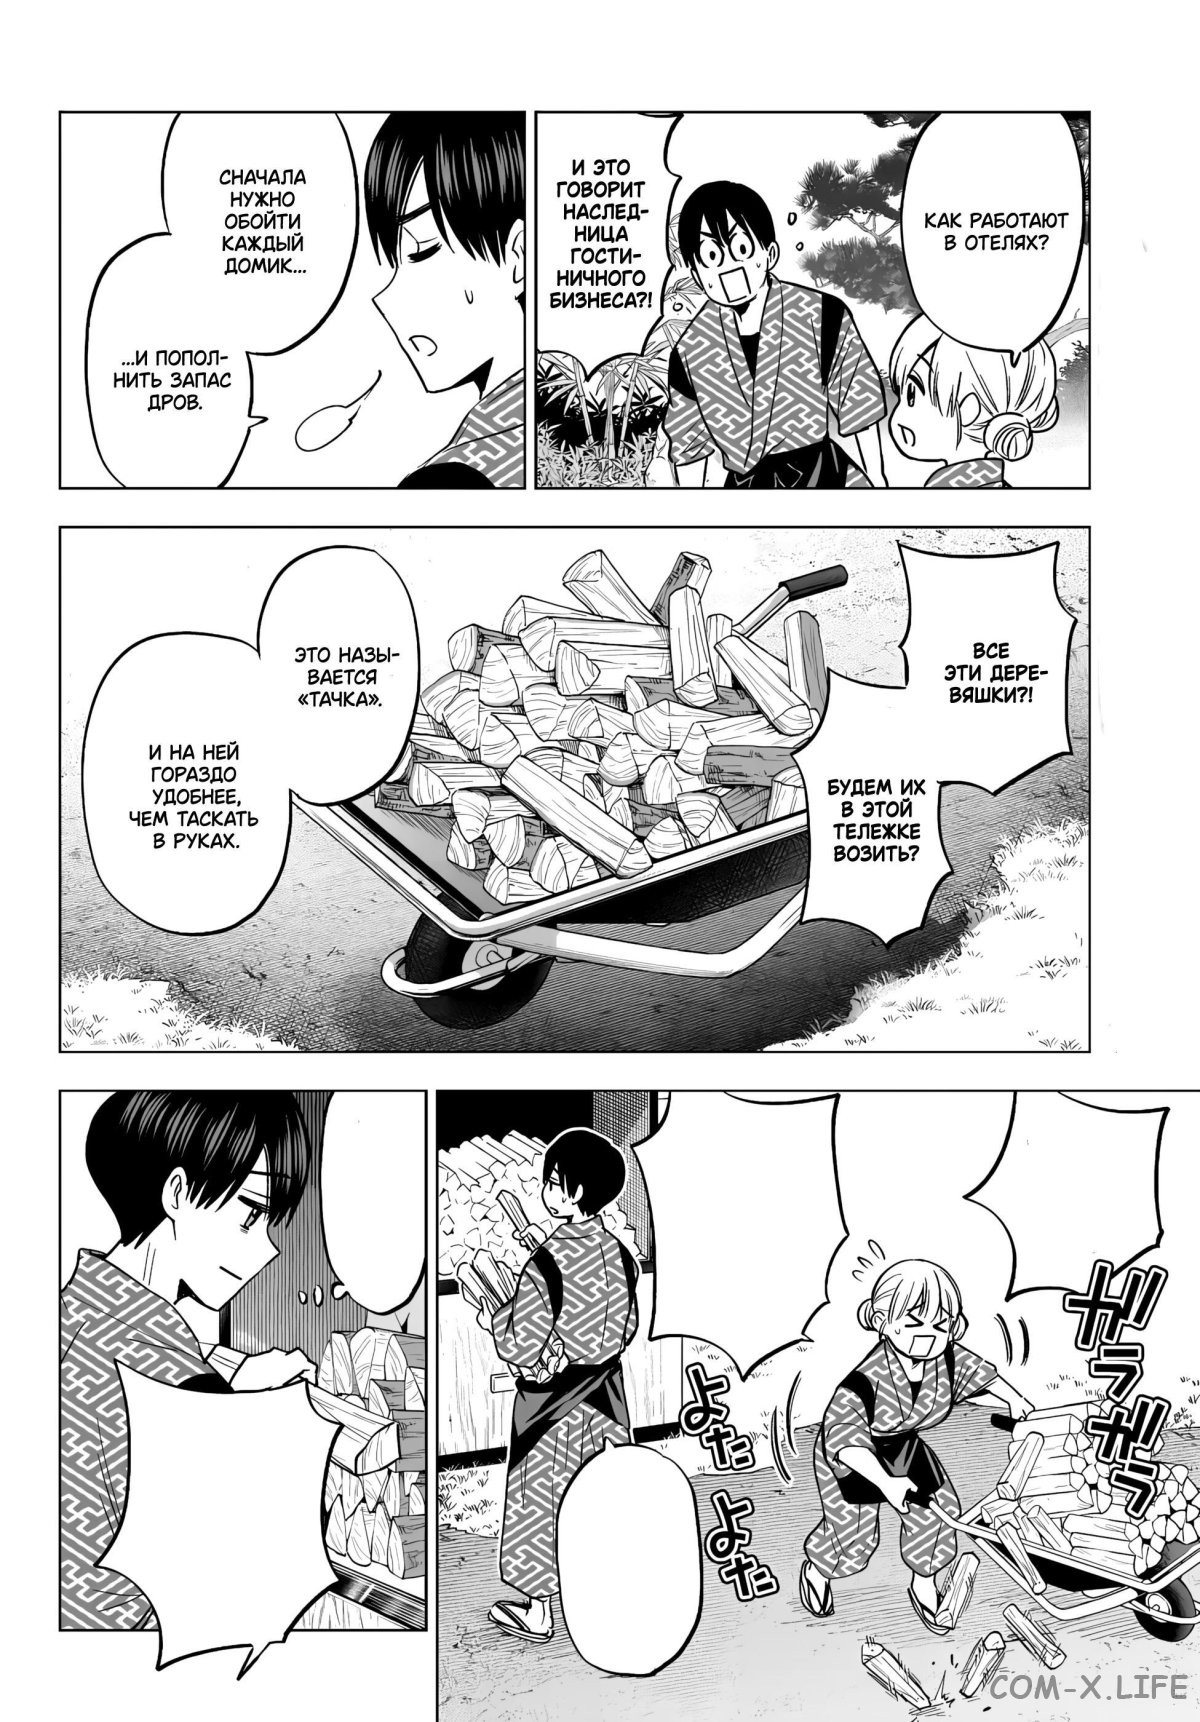 КАК РАБОТАЮТ
В ОТЕЛЯХ?
И ЭТО
ГОВОРИТ
НАСЛЕД-
НИЦА
ГОСТИ-
НИЧНОГО
БИЗНЕСА?!
СНАЧАЛА
НУЖНО
ОБОЙТИ
КАЖДЫЙ
ДОМИК...
...И ПОПОЛ-
НИТЬ ЗАПАС
ДРОВ.
ВСЕ
ЭТИ ДЕРЕ-
ВЯШКИ?!
БУДЕМ ИХ
В ЭТОЙ
ТЕЛЕЖКЕ
ВОЗИТЬ?
ЭТО НАЗЫ-
ВАЕТСЯ
«ТАЧКА».
И НА НЕЙ
ГОРАЗДО
УДОБНЕЕ,
ЧЕМ ТАСКАТЬ
В РУКАХ.
ガラガラ
よた
よた
COM-X.LIFE